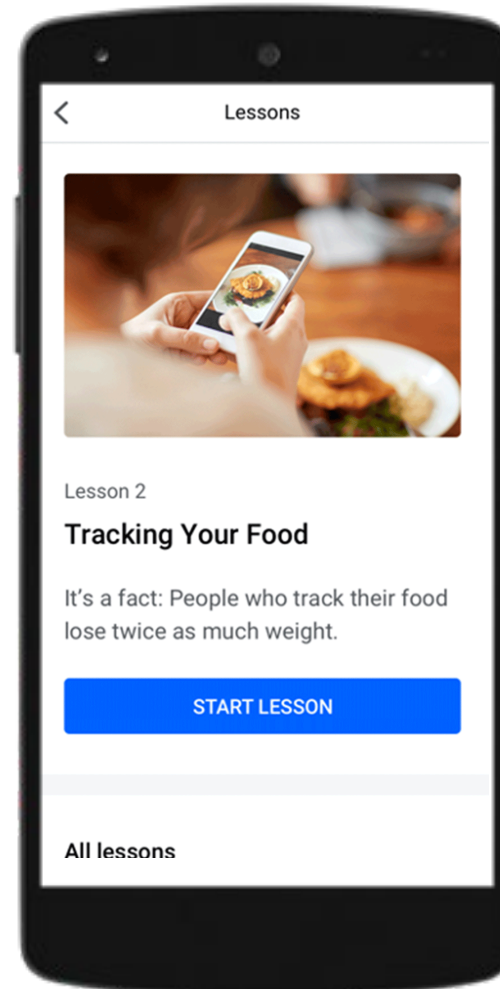 Lessons
Lesson 2
Tracking Your Food
It's a fact: People who track their food
lose twice as much weight.
START LESSON
All lessons